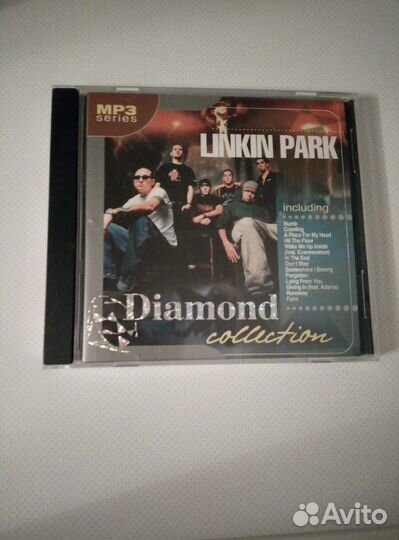 MP3
series
LINKIN PARK
including
Numb
Crawling
A Place For My Head
Hit The Floor
Wake Me Up Inside
(feat. Evanescence)
In The End
Don't Stay
Somewhere I Belong
Forgotten
Lying From You
Giving In (feat. Adema)
Runaway
Faint
Diamond
collection
Avito